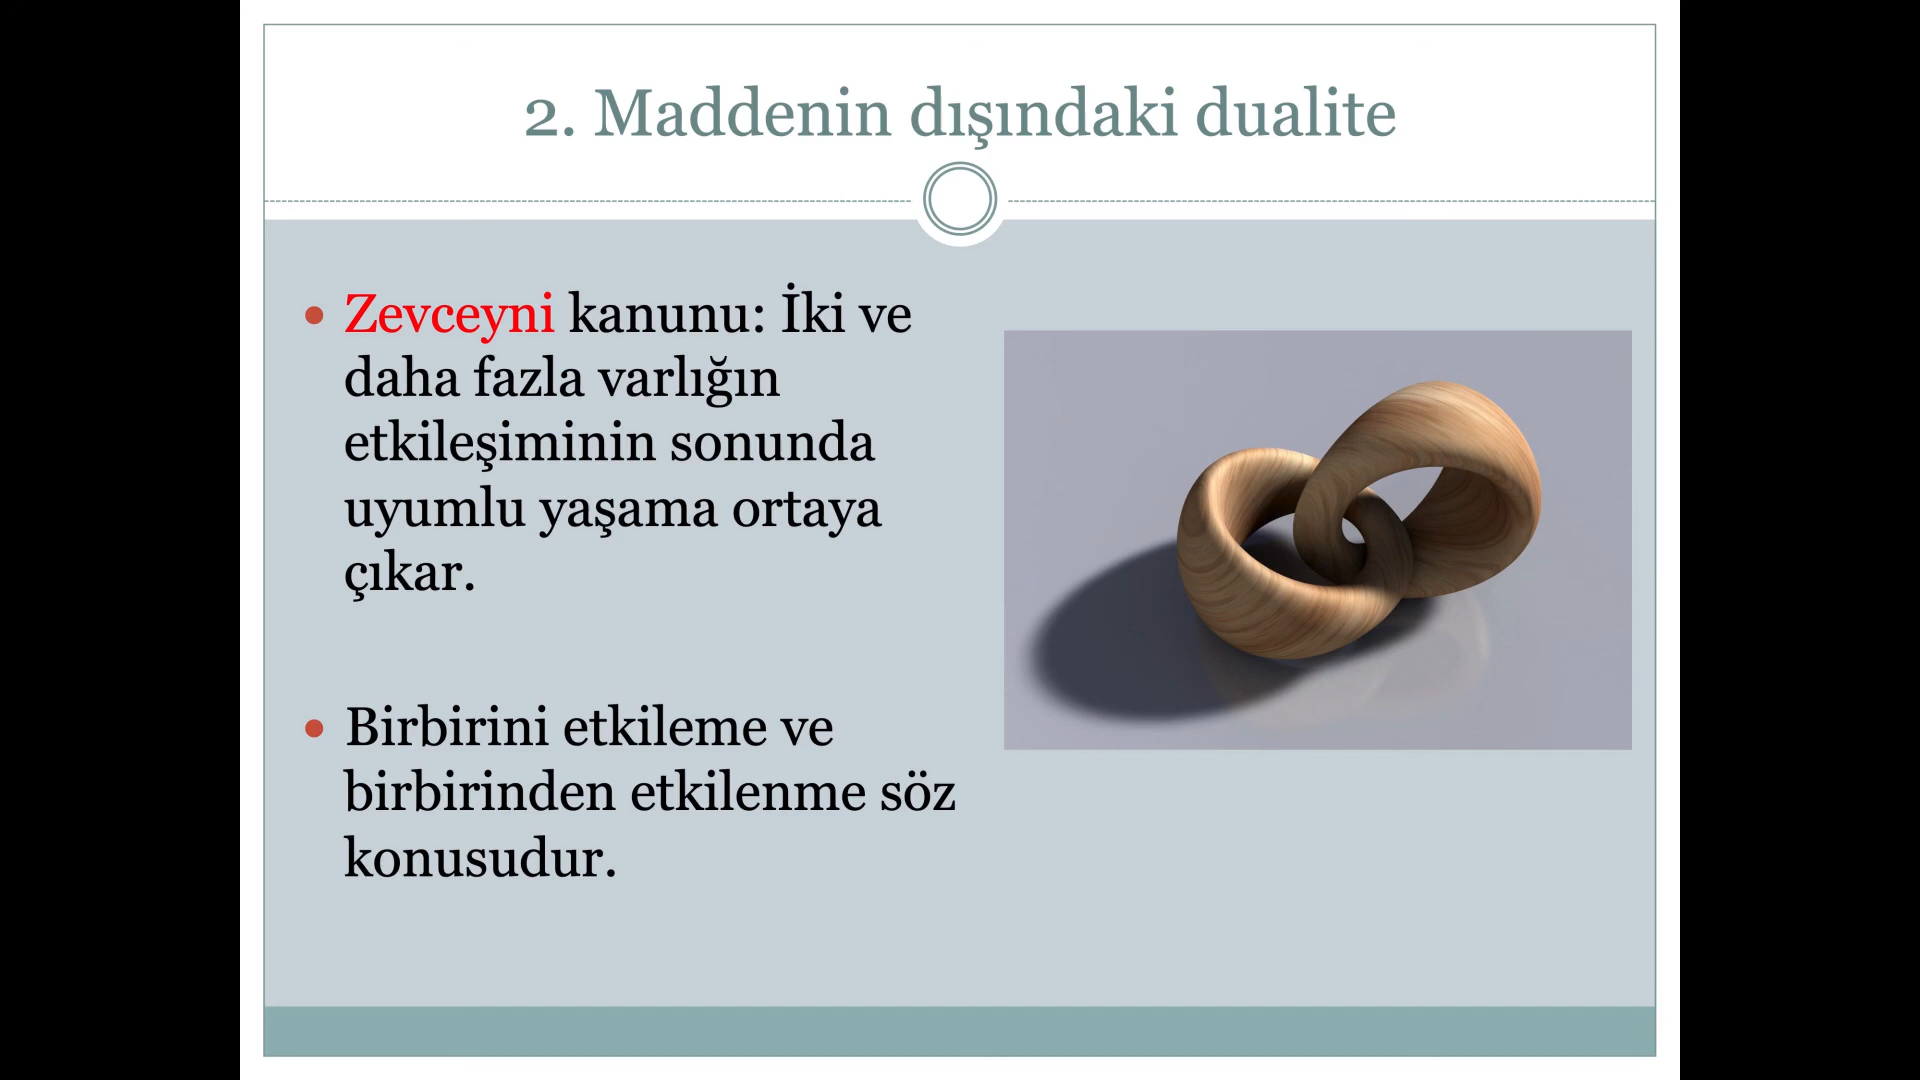 2. Maddenin dışındaki dualite
Zevceyni kanunu: İki ve
daha fazla varlığın
etkileşiminin sonunda
uyumlu yaşama ortaya
çıkar.
Birbirini etkileme ve
birbirinden etkilenme söz
konusudur.